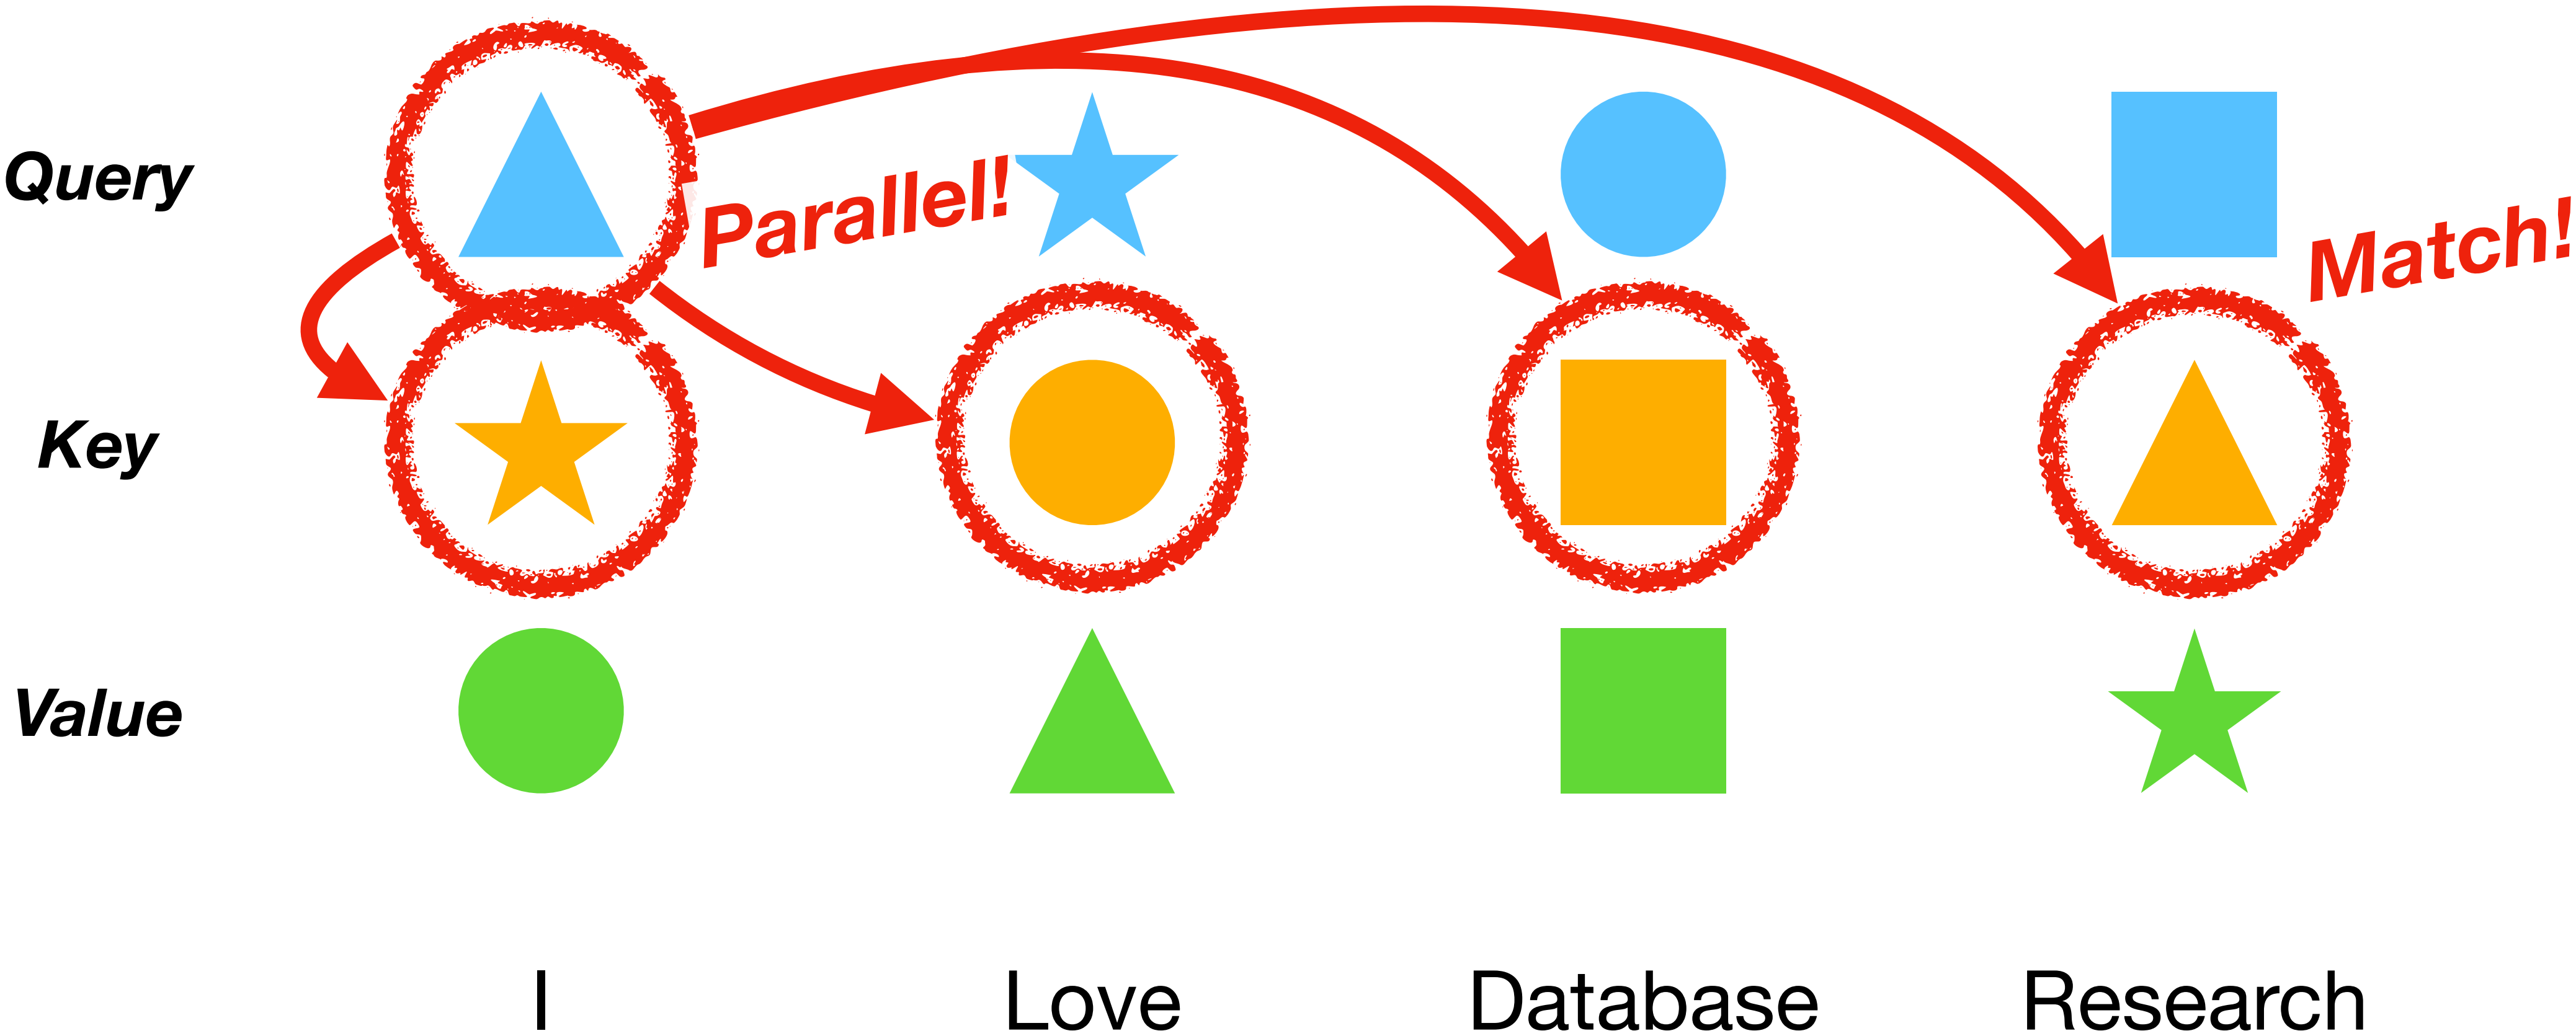 Query
Parallel!
Match!
Key
Value
I
Love
Database
Research